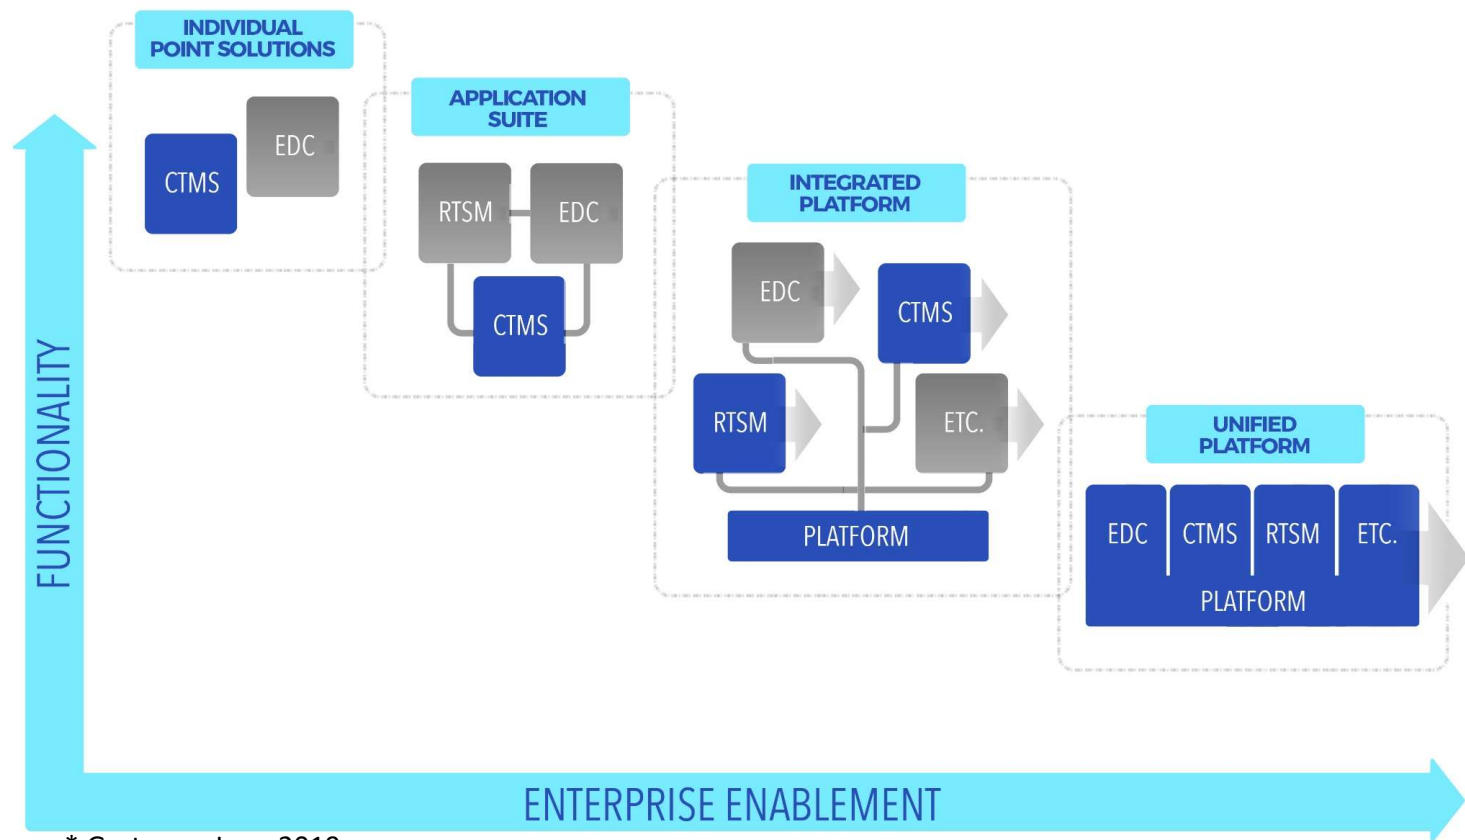 INDIVIDUAL
POINT SOLUTIONS
CTMS
EDC
APPLICATION
SUITE
RTSM
EDC
CTMS
INTEGRATED
PLATFORM
EDC
CTMS
RTSM
ETC.
PLATFORM
UNIFIED
PLATFORM
EDC
CTMS
RTSM
ETC.
PLATFORM
FUNCTIONALITY
ENTERPRISE ENABLEMENT